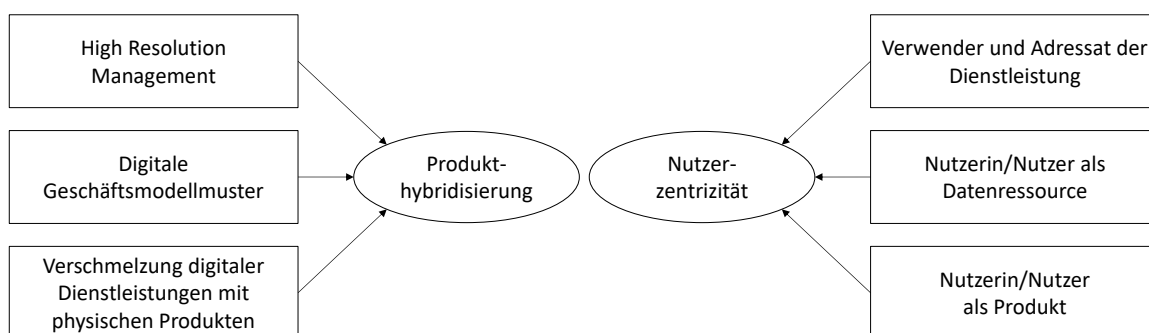 High Resolution
Management
Digitale
Geschäftsmodellmuster
Verschmelzung digitaler
Dienstleistungen mit
physischen Produkten
Produkt-
hybridisierung
Nutzer-
zentrizität
Verwender und Adressat der
Dienstleistung
Nutzerin/Nutzer als
Datenressource
Nutzerin/Nutzer
als Produkt